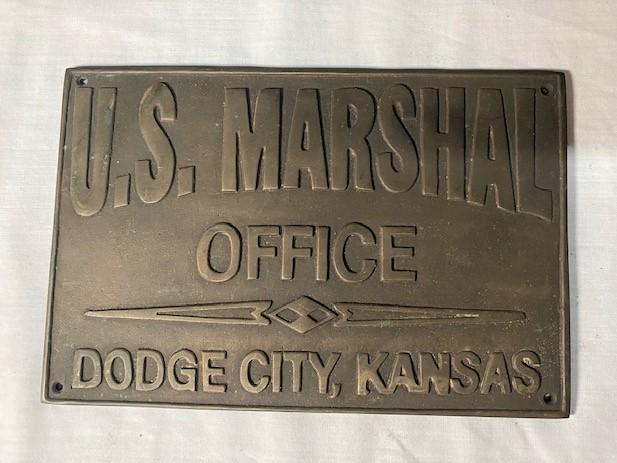 U.S. MARSHAL
OFFICE
DODGE CITY, KANSAS